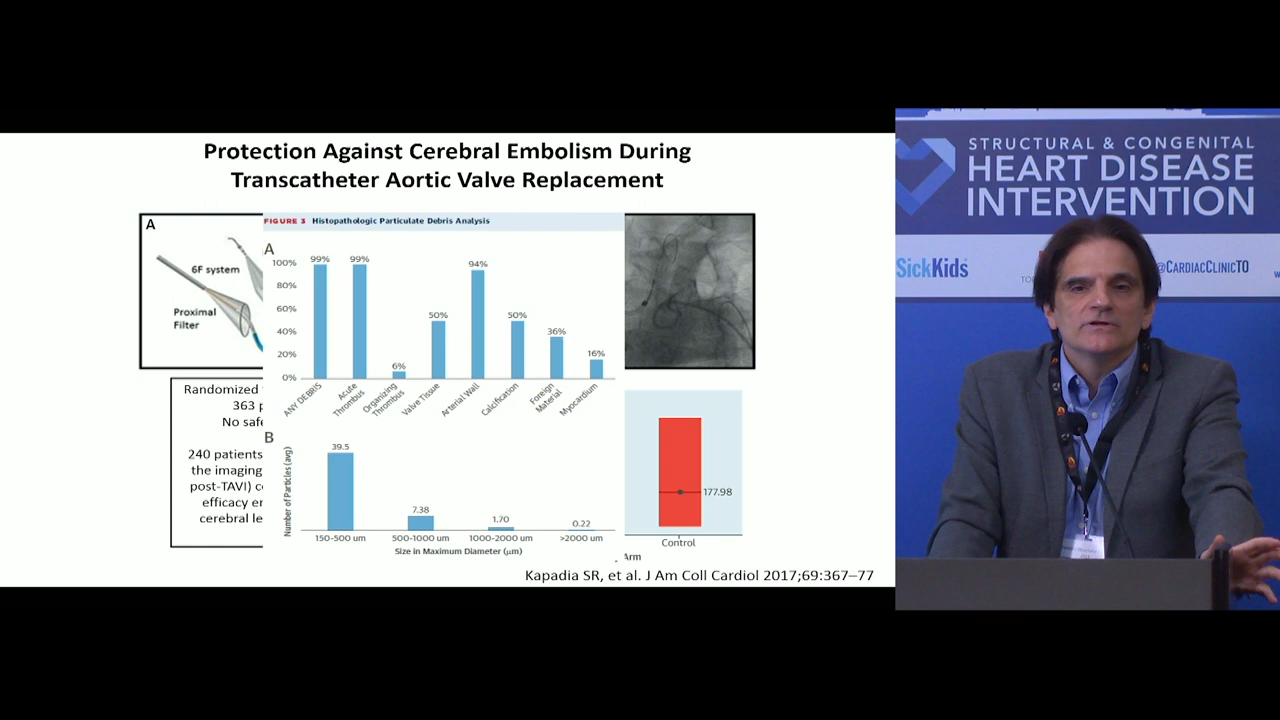 Protection Against Cerebral Embolism During
Transcatheter Aortic Valve Replacement
A
6F system
Proximal
Filter
FIGURE 3 Histopathologic Particulate Debris Analysis
A
100%
80%
60%
40%
20%
0%
99%
99%
6%
50%
94%
50%
36%
16%
ANY DEBRIS
Acute
Thrombus
Organizing
Thrombus
Valve Tissue
Arterial Wall
Calcification
Foreign
Material
Myocardium
Randomized
363 p
No safe
240 patients
the imaging
post-TAVI) co
efficacy en
cerebral le
B
Number of Particles (avg)
39.5
7.38
1.70
0.22
150-500 um
500-1000 um
1000-2000 um
>2000 um
Size in Maximum Diameter (μm)
177.98
Control
Arm
Kapadia SR, et al. J Am Coll Cardiol 2017;69:367–77
STRUCTURAL & CONGENITAL
HEART DISEASE
INTERVENTION
SickKids
@CARDIACCLINICTO